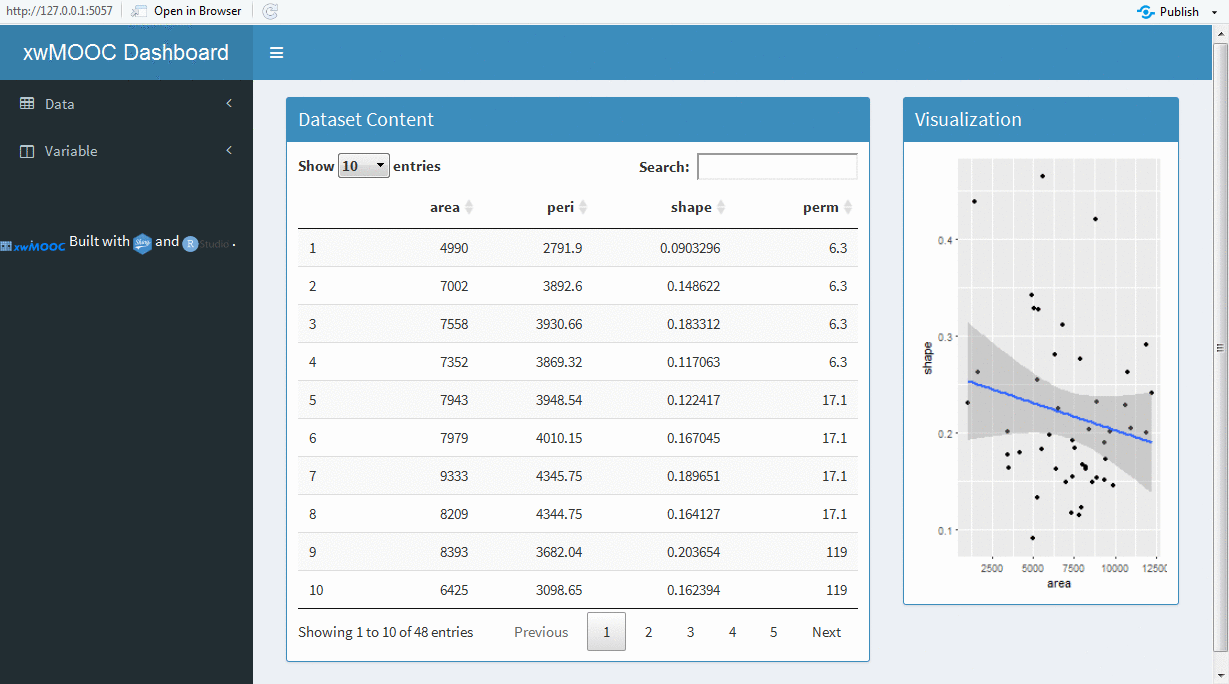 http://127.0.0.1:5057 Open in Browser Publish
xwMOOC Dashboard
Data
Variable
xwMOOC Built with Shiny and R Studio .
Dataset Content
Show 10 entries Search:
area peri shape perm
1 4990 2791.9 0.0903296 6.3
2 7002 3892.6 0.148622 6.3
3 7558 3930.66 0.183312 6.3
4 7352 3869.32 0.117063 6.3
5 7943 3948.54 0.122417 17.1
6 7979 4010.15 0.167045 17.1
7 9333 4345.75 0.189651 17.1
8 8209 4344.75 0.164127 17.1
9 8393 3682.04 0.203654 119
10 6425 3098.65 0.162394 119
Showing 1 to 10 of 48 entries Previous 1 2 3 4 5 Next
Visualization
0.4
0.3
0.2
0.1
shape
2500 5000 7500 10000 12500
area